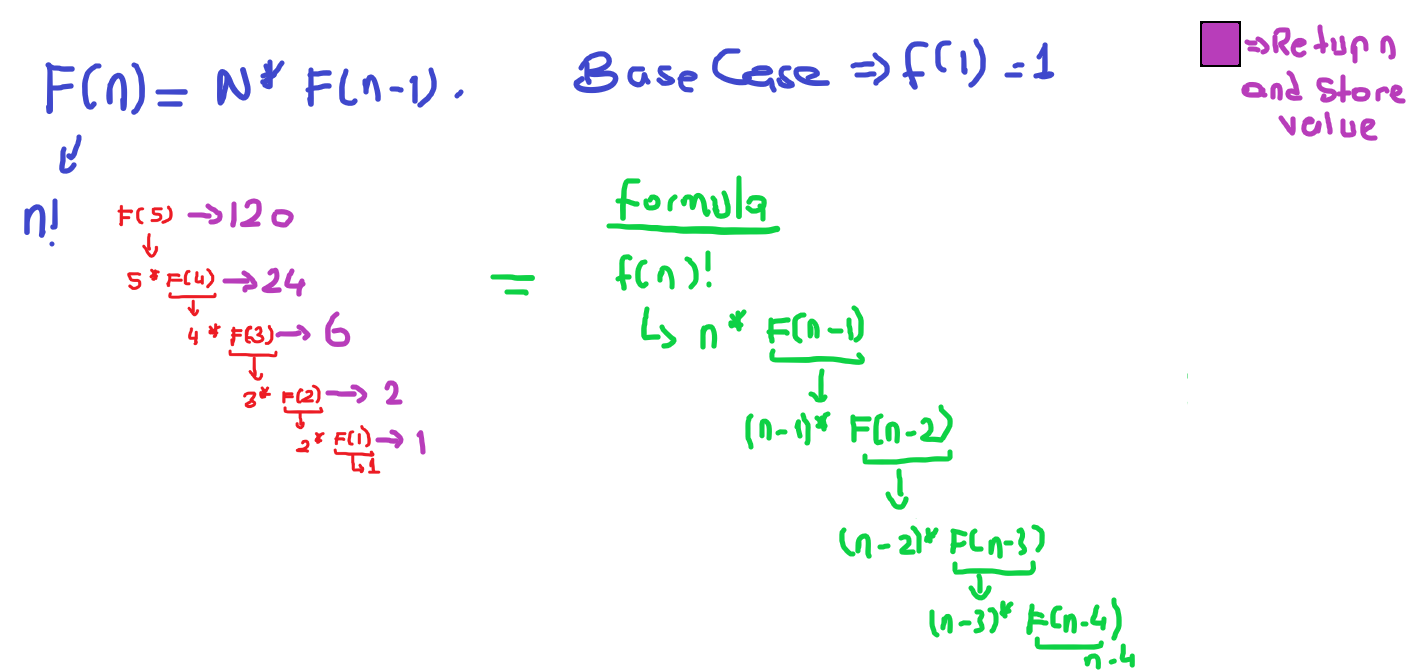 F(n) = N* F(n-1).
Base Case ⇒ f(1) = 1
⇒ Return
and Store
value
n!
F(5) → 120
5 * F(4) → 24
4 * F(3) → 6
3* F(2) → 2
2* F(1) → 1
↳ 1
=
formula
f(n)!
↳ n * F(n-1)
(n-1)* F(n-2)
(n-2)* F(n-3)
(n-3)* F(n-4)
n-4